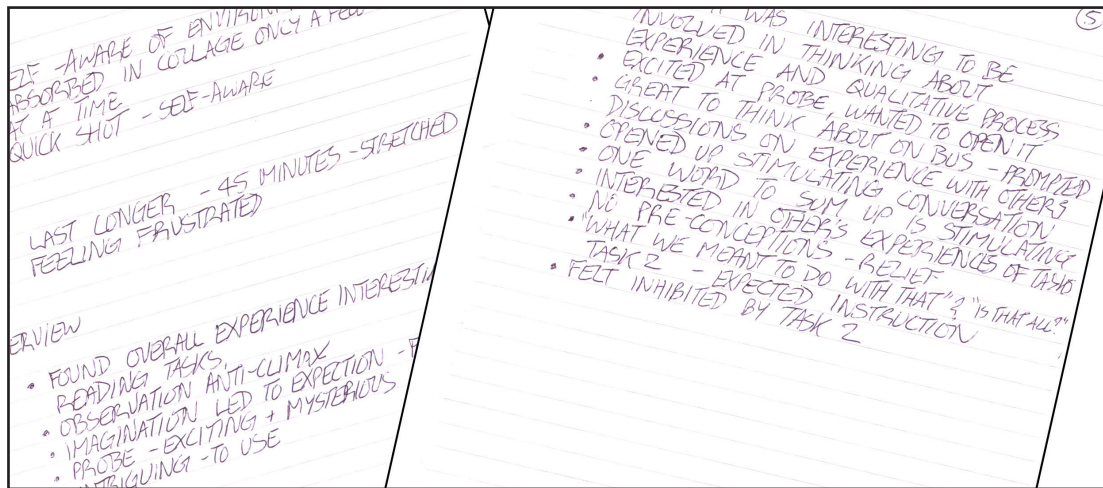 SELF -AWARE OF
ABSORBED IN COLLAGE ONLY A FEW
AT A TIME
QUICK SHOT - SELF-AWARE
LAST LONGER - 45 MINUTES - STRETCHED
FEELING FRUSTRATED
• FOUND OVERALL EXPERIENCE
READING TASKS.
• OBSERVATION ANTI-CLIMAX
• IMAGINATION LED TO EXPECTION -
• PROBE - EXCITING + MYSTERIOUS
INTRIGUING - TO USE
5
WAS INTERESTING TO BE
INVOLVED IN THINKING ABOUT
EXPERIENCE AND QUALITATIVE PROCESS
• EXCITED AT PROBE, WANTED TO OPEN IT
• GREAT TO THINK ABOUT ON BUS - PROMPTED
DISCUSSIONS ON EXPERIENCE WITH OTHERS
• OPENED UP STIMULATING CONVERSATION
• ONE WORD TO SUM UP IS STIMULATING
• INTERESTED IN OTHER'S EXPERIENCES OF TASKS
• NO PRE-CONCEPTIONS - RELIEF
• "WHAT WE MEANT TO DO WITH THAT"? "IS THAT ALL?"
TASK 2 - EXPECTED INSTRUCTION
• FELT INHIBITED BY TASK 2